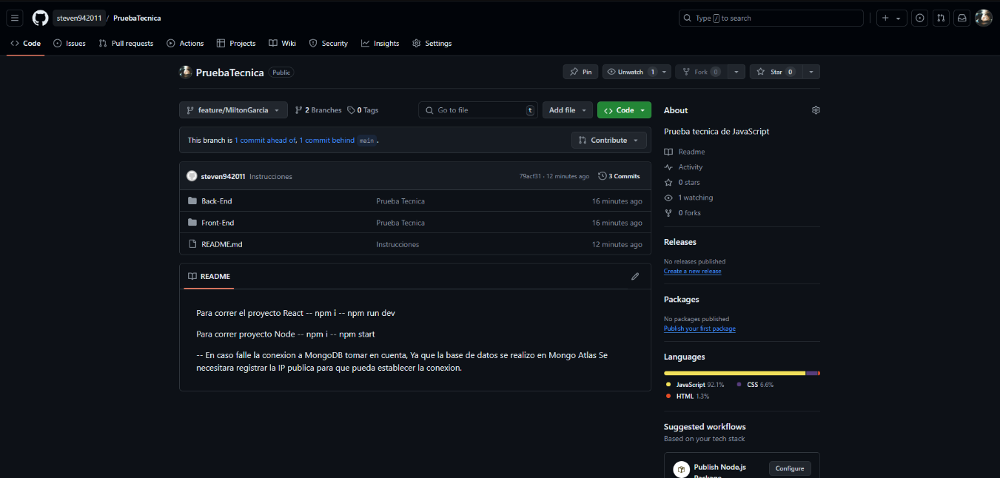 steven942011 / PruebaTecnica
Type / to search
Code Issues Pull requests Actions Projects Wiki Security Insights Settings
PruebaTecnica Public
Pin Unwatch 1 Fork 0 Star 0
feature/MiltonGarcia 2 Branches 0 Tags Go to file t Add file Code
This branch is 1 commit ahead of, 1 commit behind main .
Contribute
steven942011 Instrucciones 79acf31 · 12 minutes ago 3 Commits
Back-End Prueba Tecnica 16 minutes ago
Front-End Prueba Tecnica 16 minutes ago
README.md Instrucciones 12 minutes ago
README
Para correr el proyecto React -- npm i -- npm run dev
Para correr proyecto Node -- npm i -- npm start
-- En caso falle la conexion a MongoDB tomar en cuenta, Ya que la base de datos se realizo en Mongo Atlas Se
necesitara registrar la IP publica para que pueda establecer la conexion.
About
Prueba tecnica de JavaScript
Readme
Activity
0 stars
1 watching
0 forks
Releases
No releases published
Create a new release
Packages
No packages published
Publish your first package
Languages
JavaScript 92.1% CSS 6.6%
HTML 1.3%
Suggested workflows
Based on your tech stack
Publish Node.js
Package
Configure